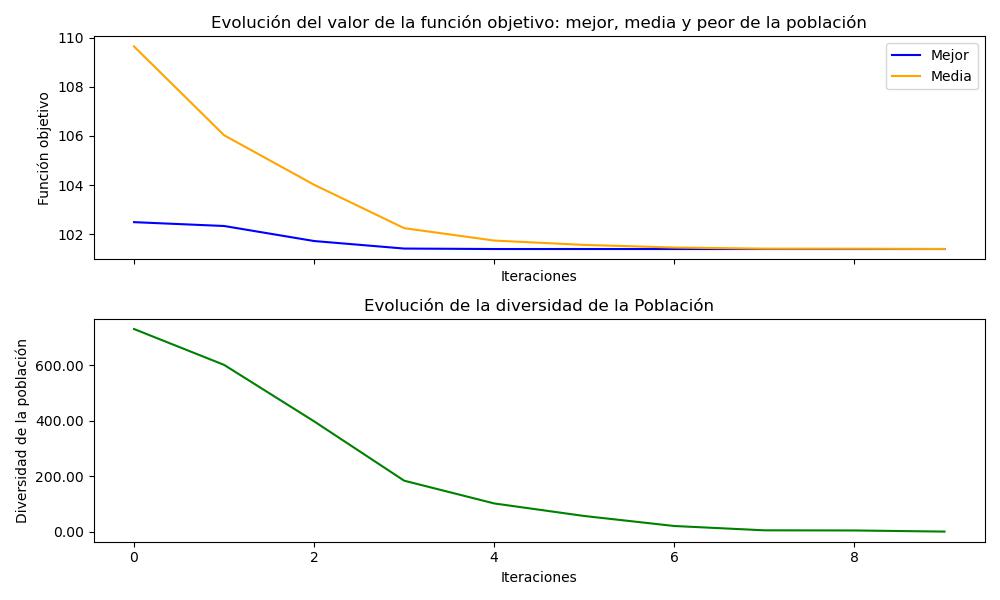 Evolución del valor de la función objetivo: mejor, media y peor de la población
110
108
106
104
102
Función objetivo
Mejor
Media
Iteraciones
Evolución de la diversidad de la Población
600.00
400.00
200.00
0.00
Diversidad de la población
0 2 4 6 8
Iteraciones